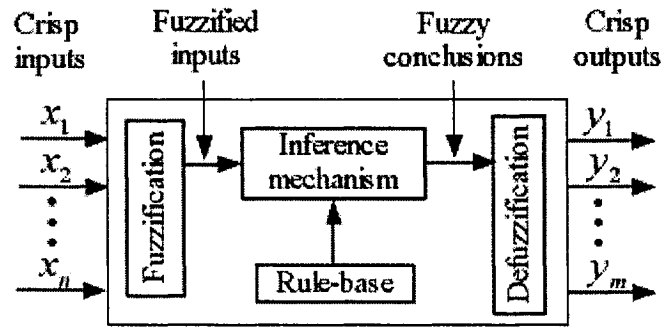 Crisp
inputs
Fuzzified
inputs
Fuzzy
conclusions
Crisp
outputs
x1
x2
xn
Fuzzification
Inference
mechanism
Rule-base
Defuzzification
y1
y2
ym